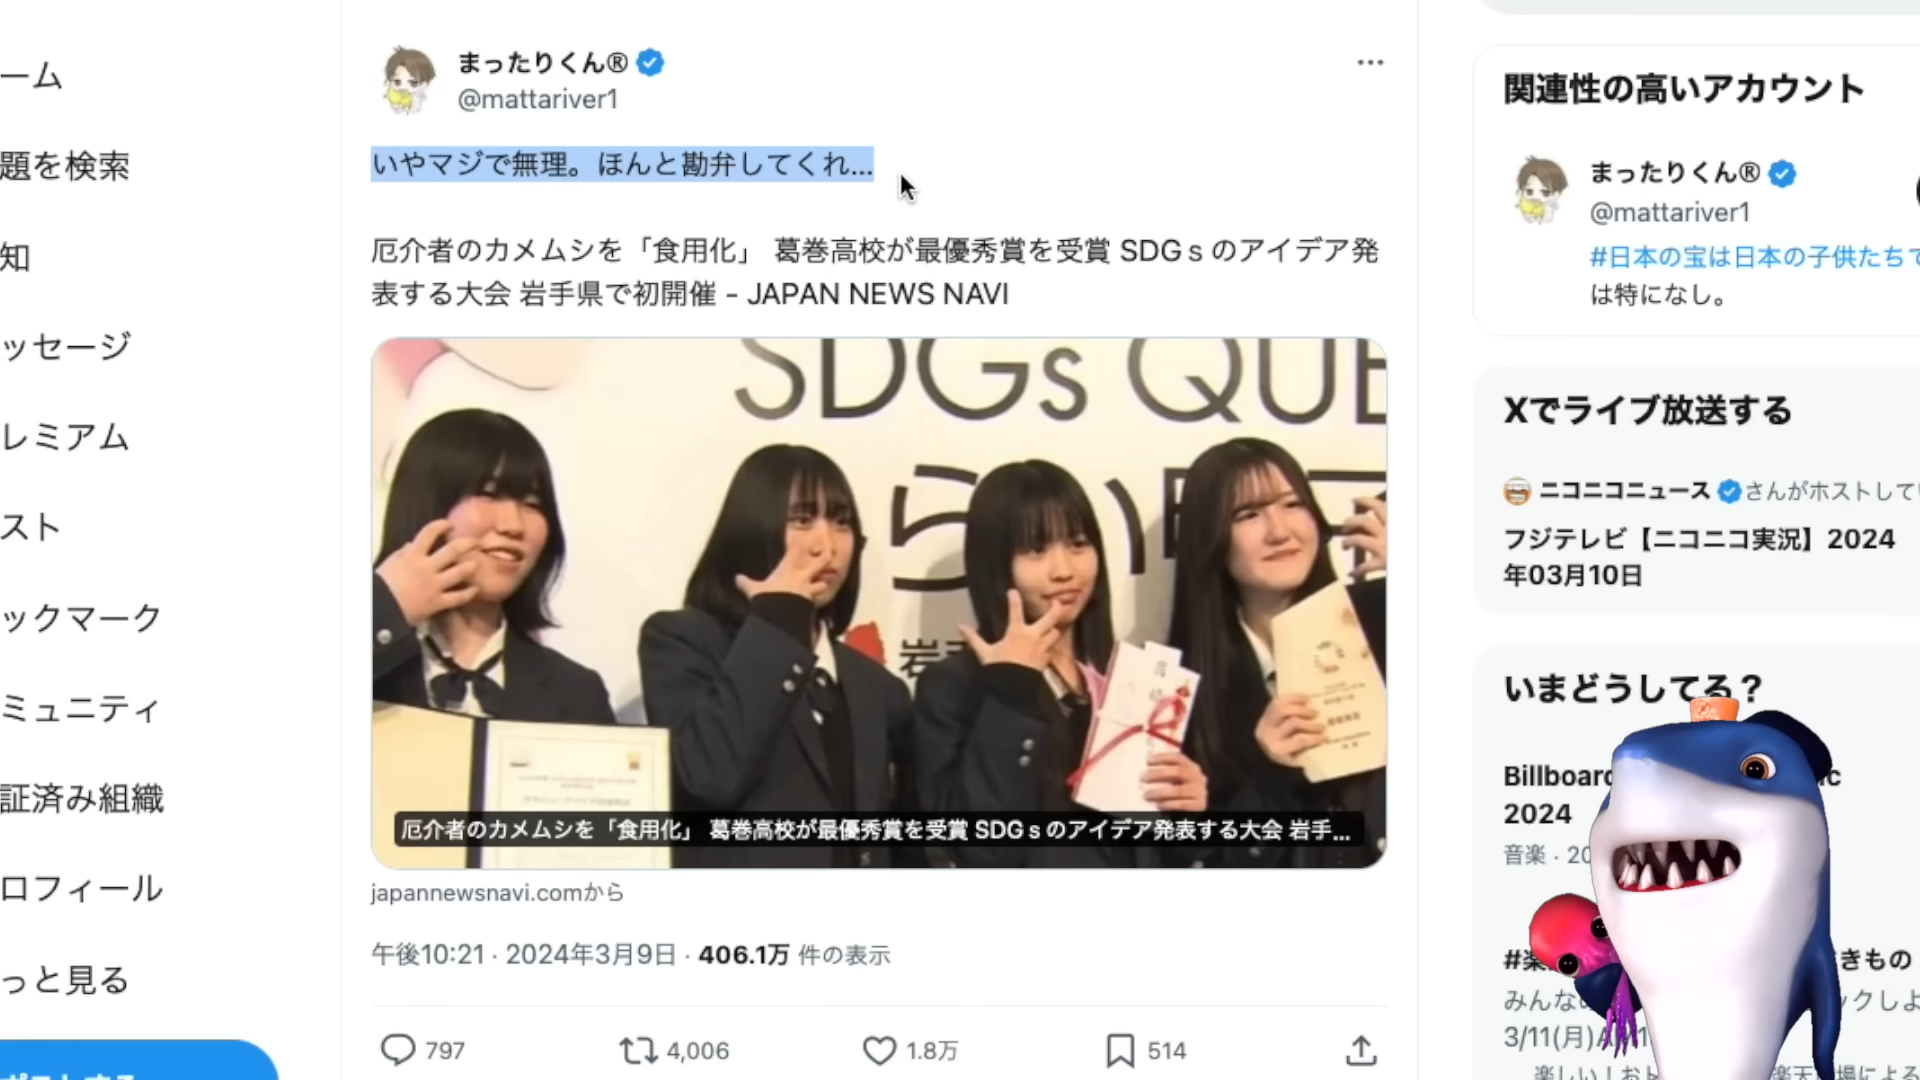 ーム
題を検索
知
ッセージ
レミアム
スト
ックマーク
ミュニティ
証済み組織
ロフィール
っと見る
まったりくん®
@mattariver1
いやマジで無理。ほんと勘弁してくれ...
厄介者のカメムシを「食用化」 葛巻高校が最優秀賞を受賞 SDGｓのアイデア発
表する大会 岩手県で初開催 - JAPAN NEWS NAVI
SDGs QUE
厄介者のカメムシを「食用化」 葛巻高校が最優秀賞を受賞 SDGｓのアイデア発表する大会 岩手...
japannewsnavi.comから
午後10:21 · 2024年3月9日 · 406.1万 件の表示
797
4,006
1.8万
514
関連性の高いアカウント
まったりくん®
@mattariver1
#日本の宝は日本の子供たちで
は特になし。
Xでライブ放送する
ニコニコニュース さんがホストして
フジテレビ【ニコニコ実況】2024
年03月10日
いまどうしてる？
Billboard
2024
音楽 · 20
きもの
みんな
ックしよ
3/11(月)